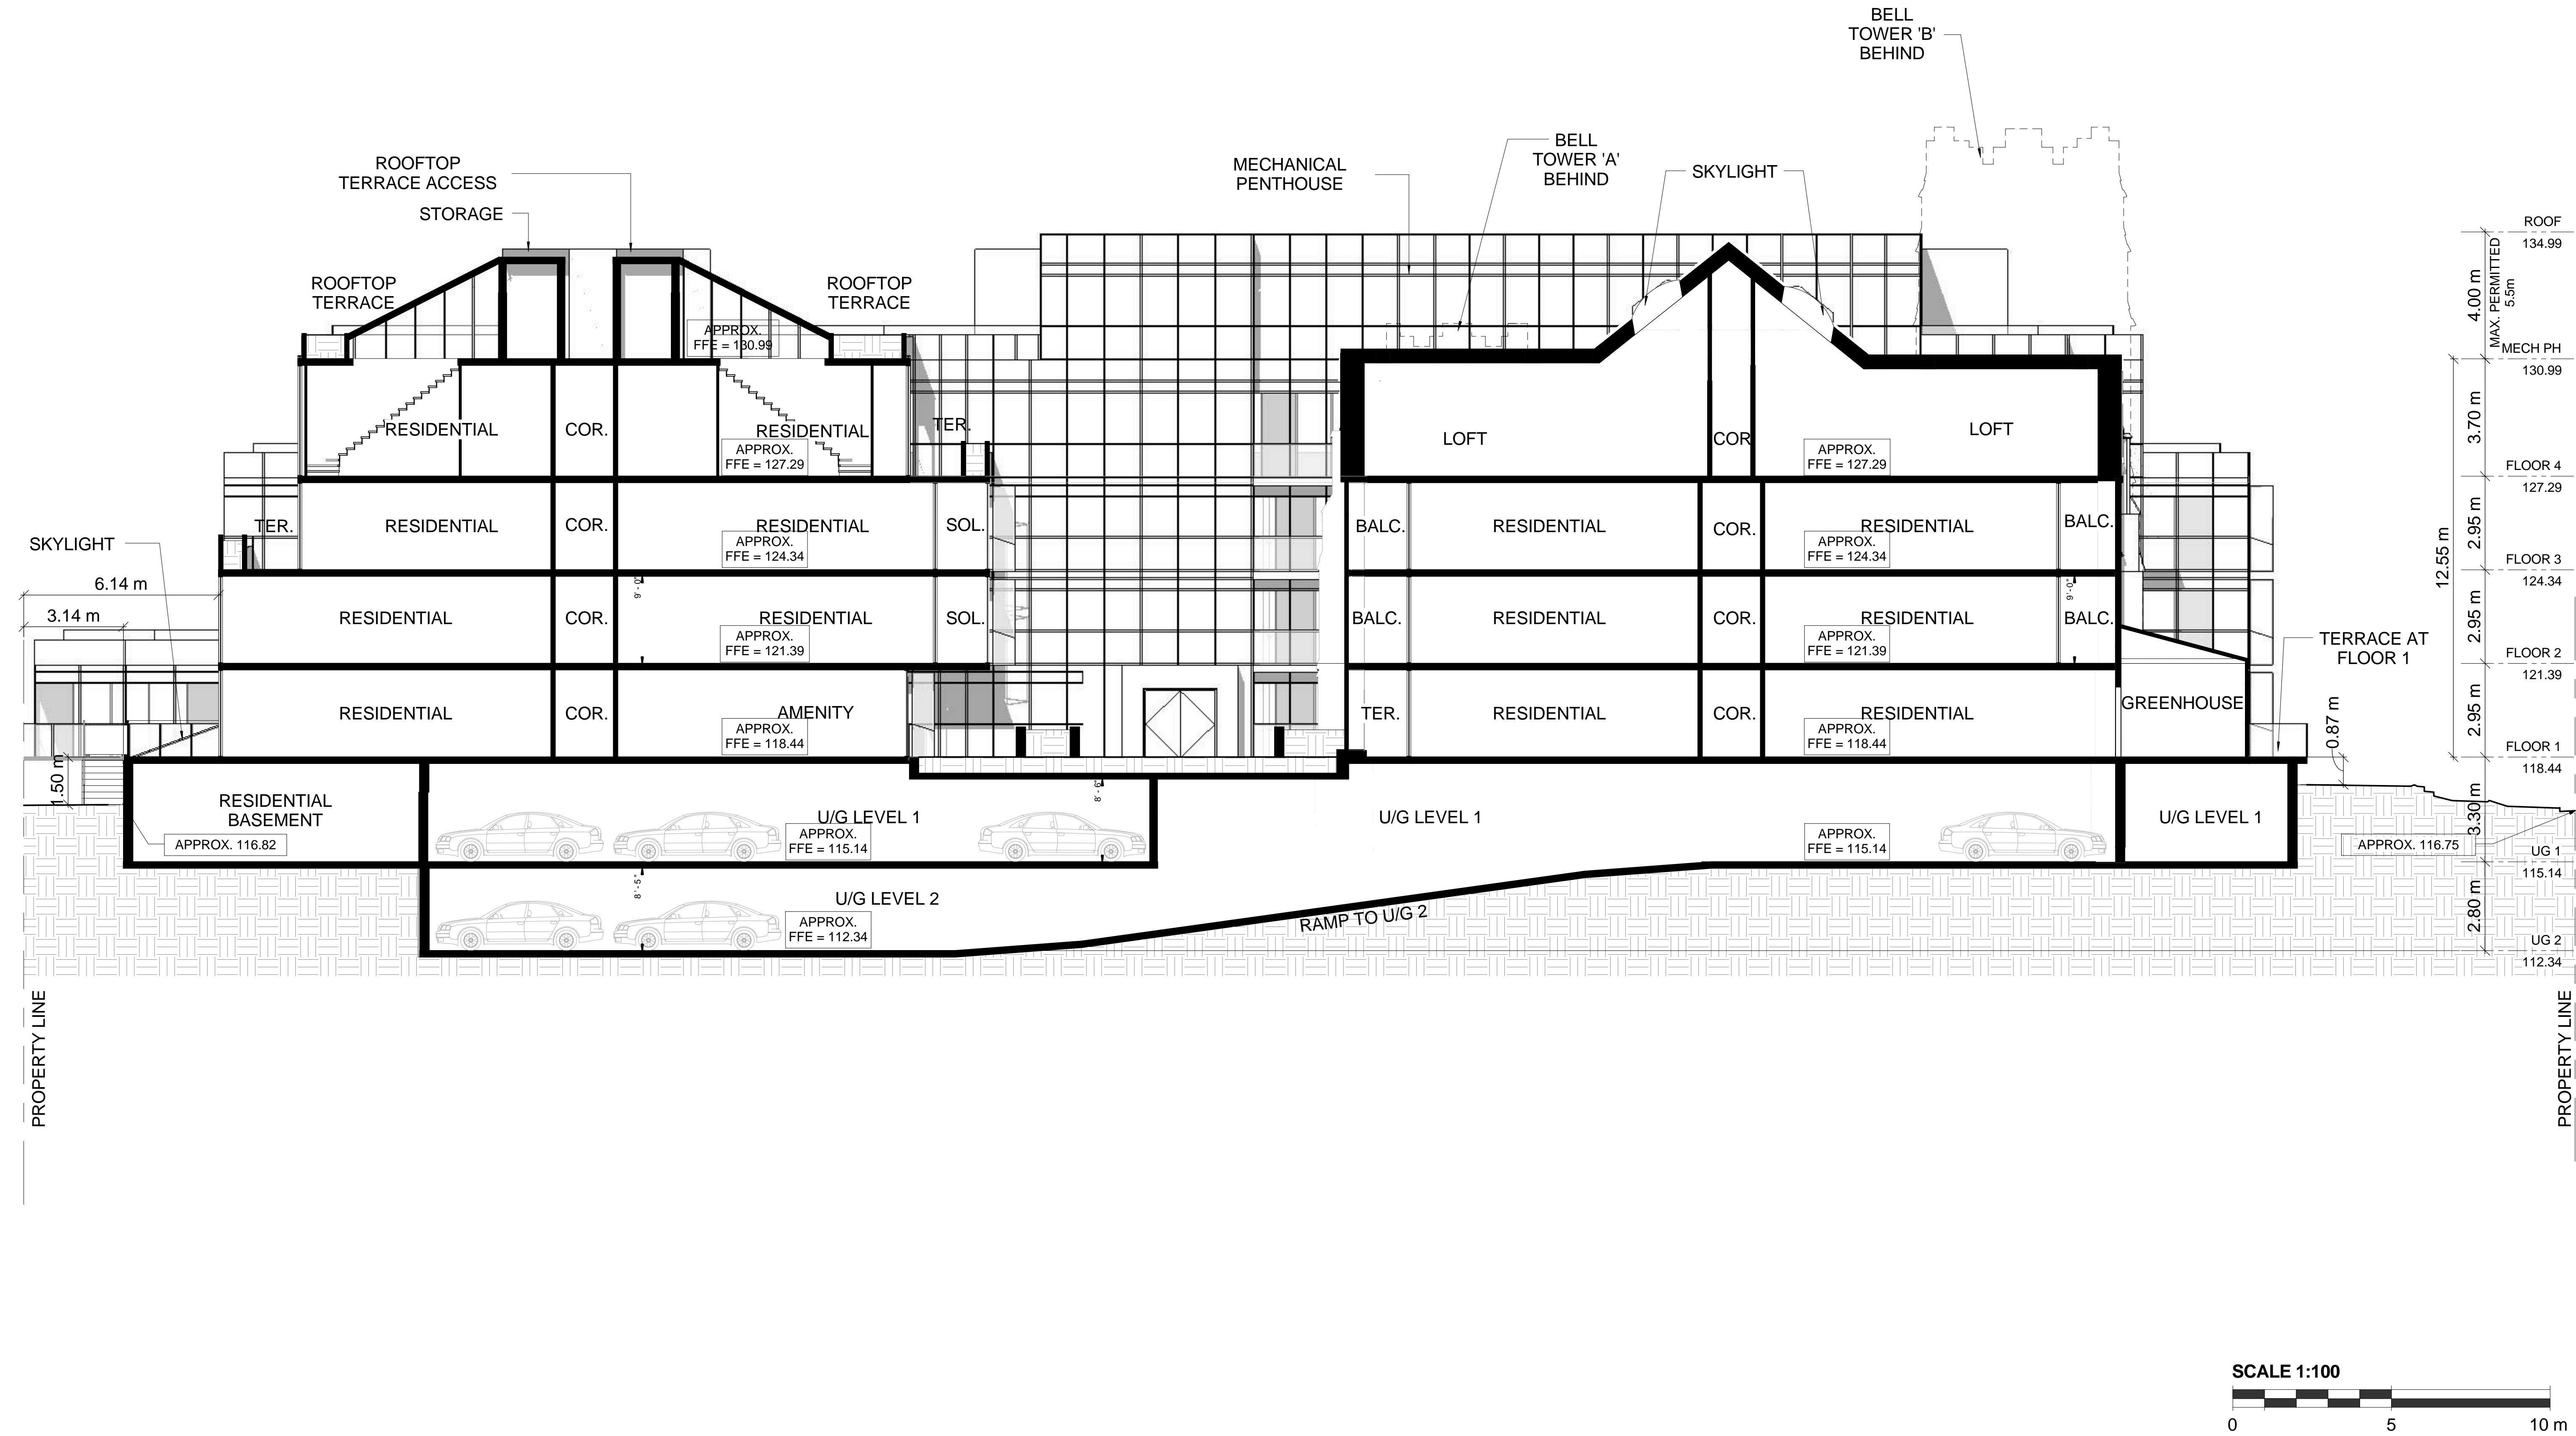 BELL
TOWER 'B'
BEHIND
BELL
TOWER 'A'
BEHIND
SKYLIGHT
MECHANICAL
PENTHOUSE
ROOFTOP
TERRACE ACCESS
STORAGE
ROOFTOP
TERRACE
ROOFTOP
TERRACE
APPROX.
FFE = 130.99
ROOF
134.99
4.00 m
MAX. PERMITTED
5.5m
MECH PH
130.99
RESIDENTIAL
COR.
RESIDENTIAL
APPROX.
FFE = 127.29
TER.
LOFT
COR
LOFT
APPROX.
FFE = 127.29
3.70 m
FLOOR 4
127.29
TER.
RESIDENTIAL
COR.
RESIDENTIAL
APPROX.
FFE = 124.34
SOL.
BALC.
RESIDENTIAL
COR.
RESIDENTIAL
APPROX.
FFE = 124.34
BALC.
12.55 m
2.95 m
FLOOR 3
124.34
SKYLIGHT
6.14 m
3.14 m
RESIDENTIAL
COR.
9'-0"
RESIDENTIAL
APPROX.
FFE = 121.39
SOL.
BALC.
RESIDENTIAL
COR.
RESIDENTIAL
APPROX.
FFE = 121.39
9'-0"
BALC.
2.95 m
TERRACE AT
FLOOR 1
FLOOR 2
121.39
RESIDENTIAL
COR.
AMENITY
APPROX.
FFE = 118.44
TER.
RESIDENTIAL
COR.
RESIDENTIAL
APPROX.
FFE = 118.44
GREENHOUSE
0.87 m
2.95 m
FLOOR 1
118.44
1.50 m
RESIDENTIAL
BASEMENT
APPROX. 116.82
U/G LEVEL 1
APPROX.
FFE = 115.14
8'-6"
U/G LEVEL 1
APPROX.
FFE = 115.14
U/G LEVEL 1
3.30 m
APPROX. 116.75
UG 1
115.14
8'-5"
U/G LEVEL 2
APPROX.
FFE = 112.34
RAMP TO U/G 2
2.80 m
UG 2
112.34
PROPERTY LINE
PROPERTY LINE
SCALE 1:100
0 5 10 m